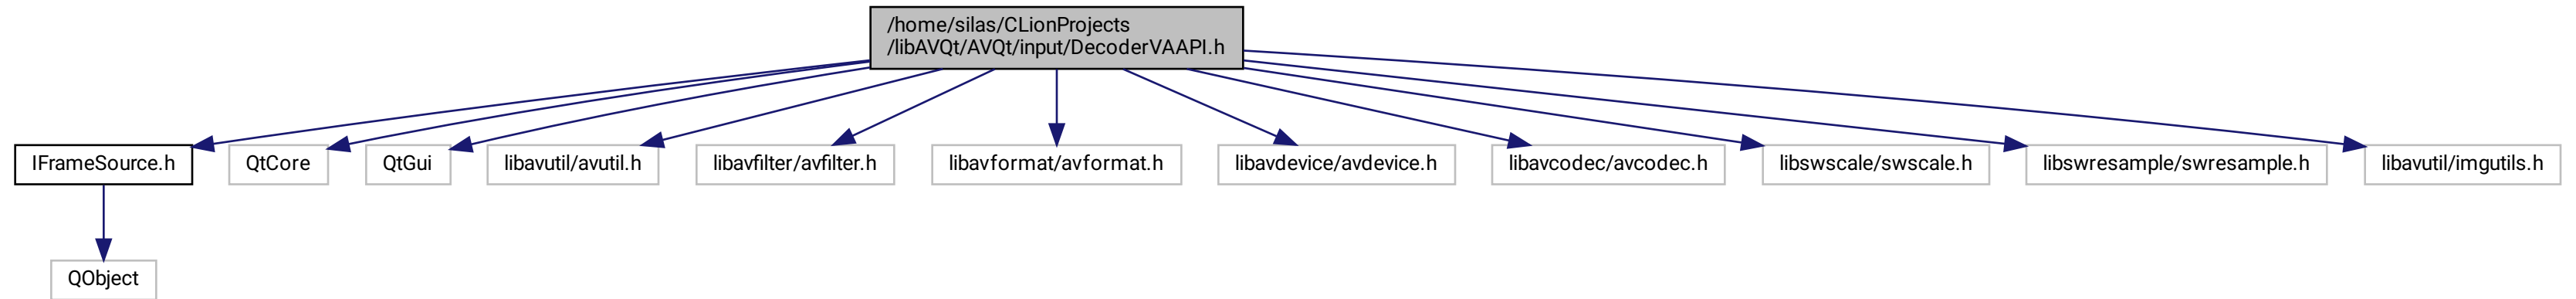 /home/silas/CLionProjects
/libAVQt/AVQt/input/DecoderVAAPI.h
IFrameSource.h
QtCore
QtGui
libavutil/avutil.h
libavfilter/avfilter.h
libavformat/avformat.h
libavdevice/avdevice.h
libavcodec/avcodec.h
libswscale/swscale.h
libswresample/swresample.h
libavutil/imgutils.h
QObject